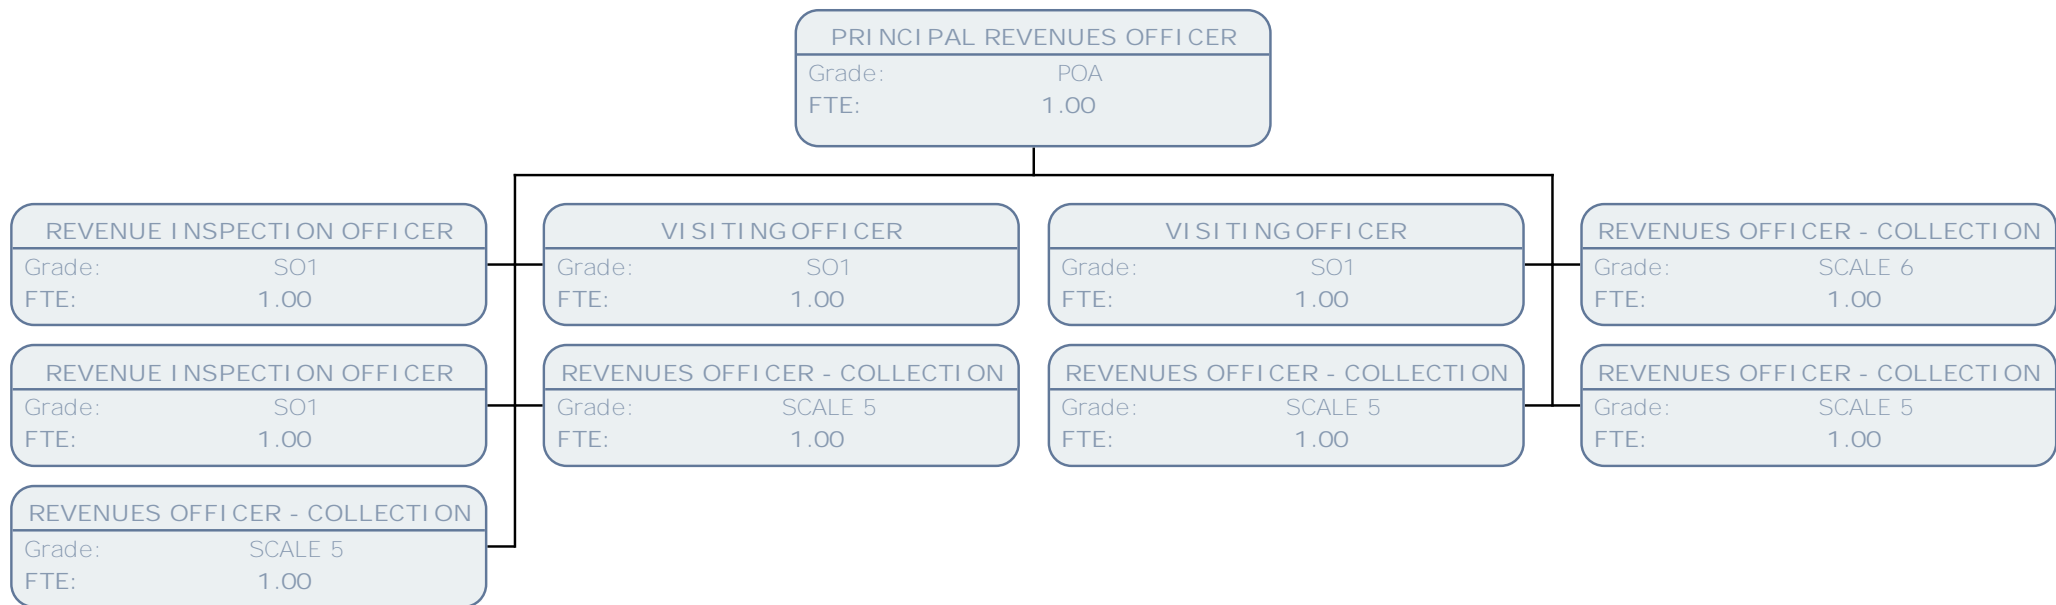 PRINCIPAL REVENUES OFFICER
Grade: POA
FTE: 1.00
REVENUE INSPECTION OFFICER
Grade: SO1
FTE: 1.00
VISITING OFFICER
Grade: SO1
FTE: 1.00
VISITING OFFICER
Grade: SO1
FTE: 1.00
REVENUES OFFICER - COLLECTION
Grade: SCALE 6
FTE: 1.00
REVENUE INSPECTION OFFICER
Grade: SO1
FTE: 1.00
REVENUES OFFICER - COLLECTION
Grade: SCALE 5
FTE: 1.00
REVENUES OFFICER - COLLECTION
Grade: SCALE 5
FTE: 1.00
REVENUES OFFICER - COLLECTION
Grade: SCALE 5
FTE: 1.00
REVENUES OFFICER - COLLECTION
Grade: SCALE 5
FTE: 1.00